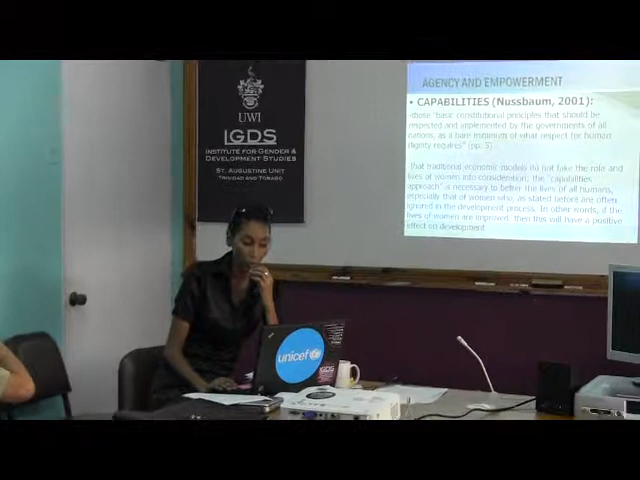 UWI
IGDS
INSTITUTE FOR GENDER &
DEVELOPMENT STUDIES
ST. AUGUSTINE UNIT
TRINIDAD AND TOBAGO
AGENCY AND EMPOWERMENT
• CAPABILITIES (Nussbaum, 2001):
-those "basic constitutional principles that should be
respected and implemented by the governments of all
nations, as a bare minimum of what respect for human
dignity requires" (pg. 5)
that traditional economic models do not take the role and
lives of women into consideration; the "capabilities
approach" is necessary to better the lives of all humans,
especially that of women who, as stated before are often
ignored in the development process. In other words, if the
lives of women are improved, then this will have a positive
effect on development
unicef
IGDS